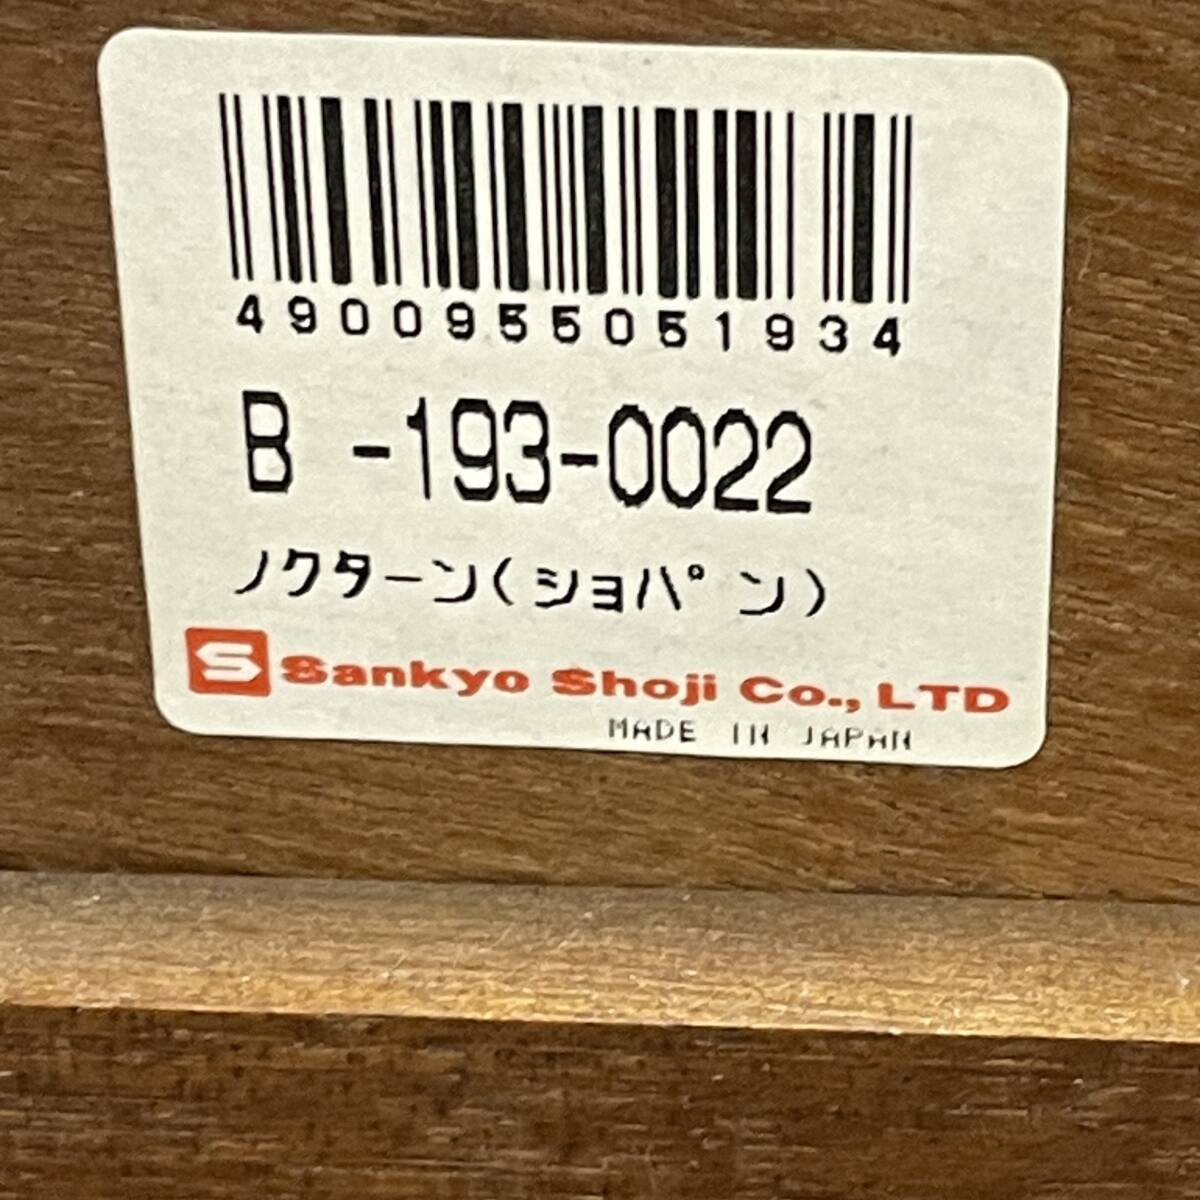 4900955051934
B -193-0022
ノクターン(ショパン)
S Sankyo Shoji Co., LTD
MADE IN JAPAN